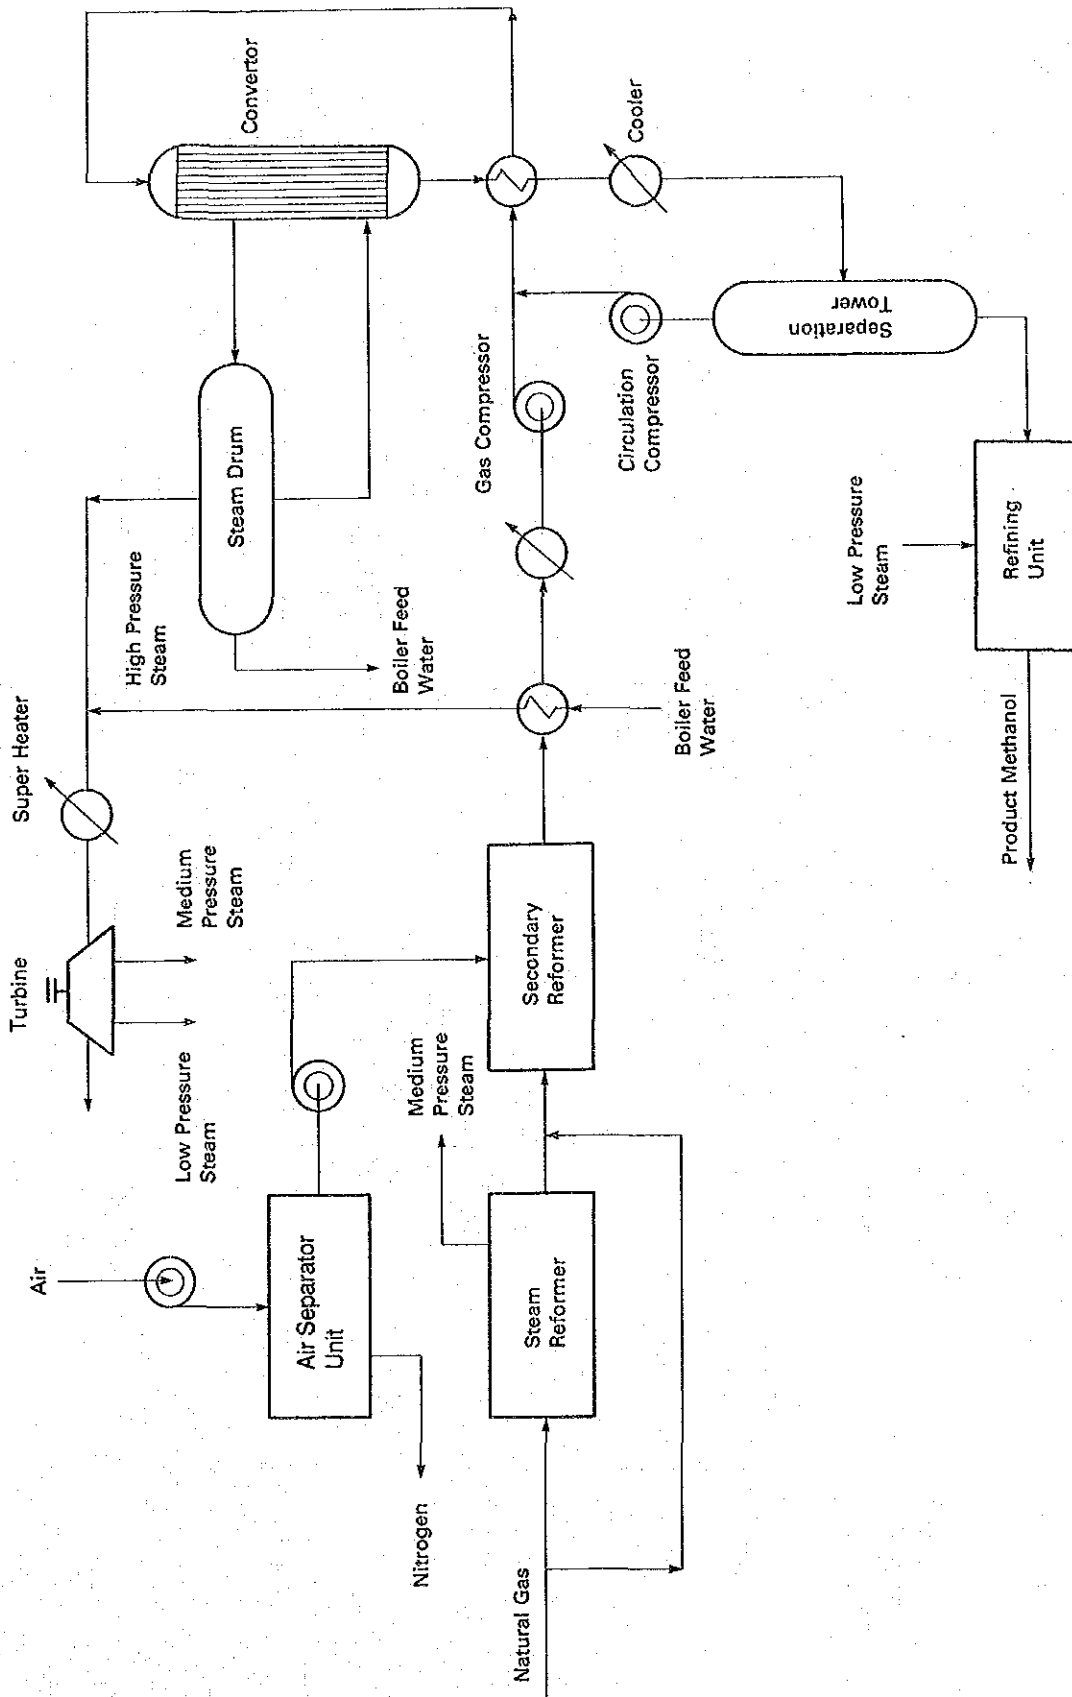 Natural Gas
Steam
Reformer
Medium
Pressure
Steam
Secondary
Reformer
Air
Air Separator
Unit
Nitrogen
Turbine
Low Pressure
Steam
Medium
Pressure
Steam
Super Heater
High Pressure
Steam
Steam Drum
Boiler Feed
Water
Boiler Feed
Water
Convertor
Gas Compressor
Circulation
Compressor
Cooler
Separation
Tower
Low Pressure
Steam
Refining
Unit
Product Methanol